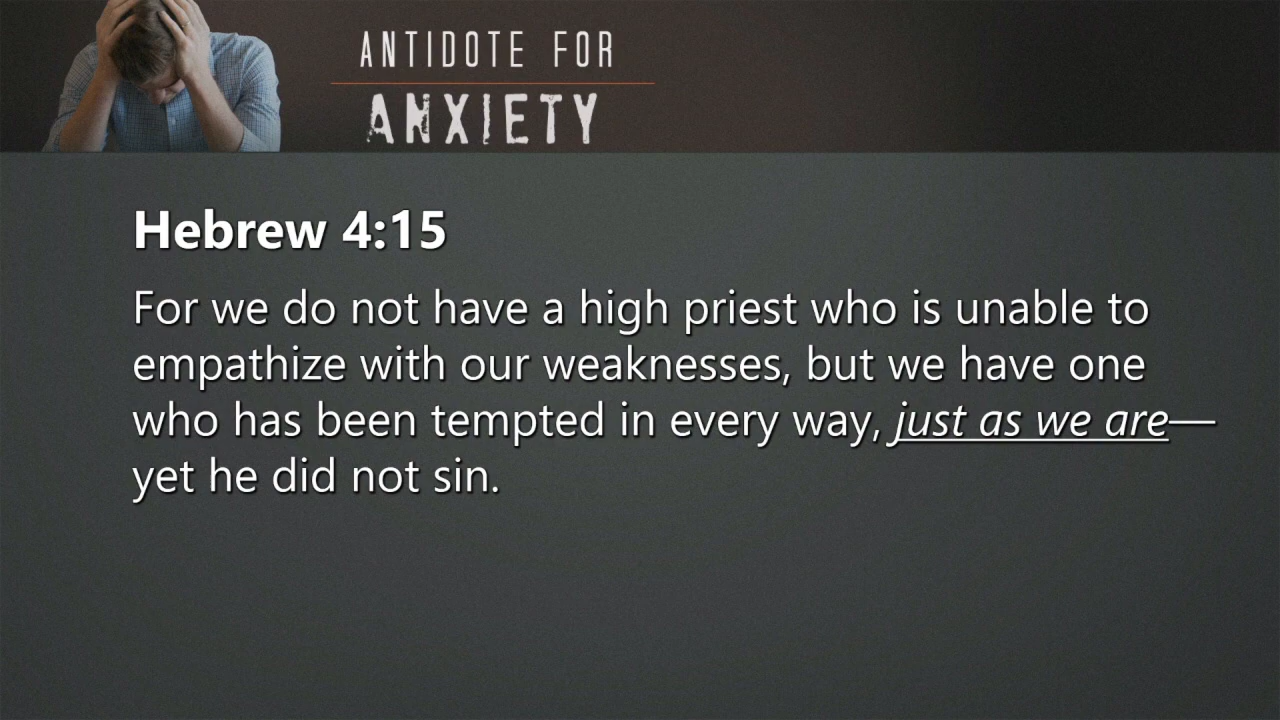 ANTIDOTE FOR
ANXIETY
Hebrew 4:15
For we do not have a high priest who is unable to
empathize with our weaknesses, but we have one
who has been tempted in every way, just as we are—
yet he did not sin.